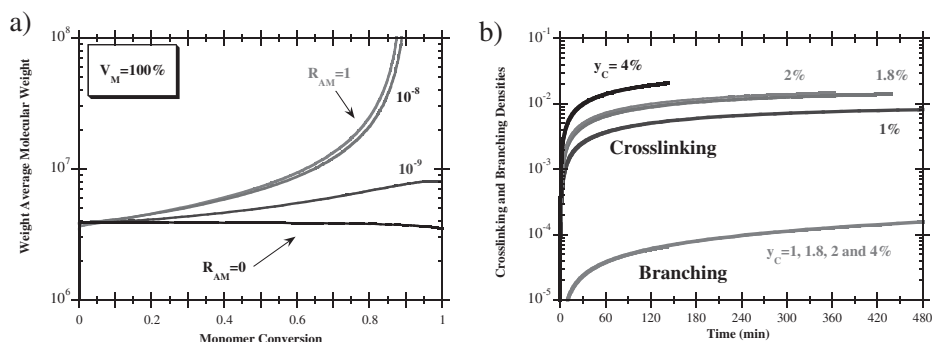 a)
10^8
10^7
10^6
Weight Average Molecular Weight
V_M=100%
R_AM=1
10^-8
10^-9
R_AM=0
0
0.2
0.4
0.6
0.8
1
Monomer Conversion
b)
10^-1
10^-2
10^-3
10^-4
10^-5
Crosslinking and Branching Densities
y_C= 4%
2%
1.8%
1%
Crosslinking
y_C=1, 1.8, 2 and 4%
Branching
0
60
120
180
240
300
360
420
480
Time (min)